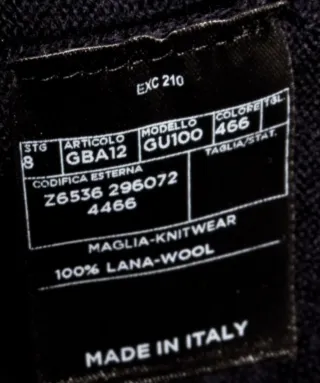 EXC 210
STG ARTICOLO MODELLO COLORE TGL
8 GBA12 GU100 466
CODIFICA ESTERNA TAGLIA/STAT.
Z6536 296072
4466
MAGLIA-KNITWEAR
100% LANA-WOOL
MADE IN ITALY